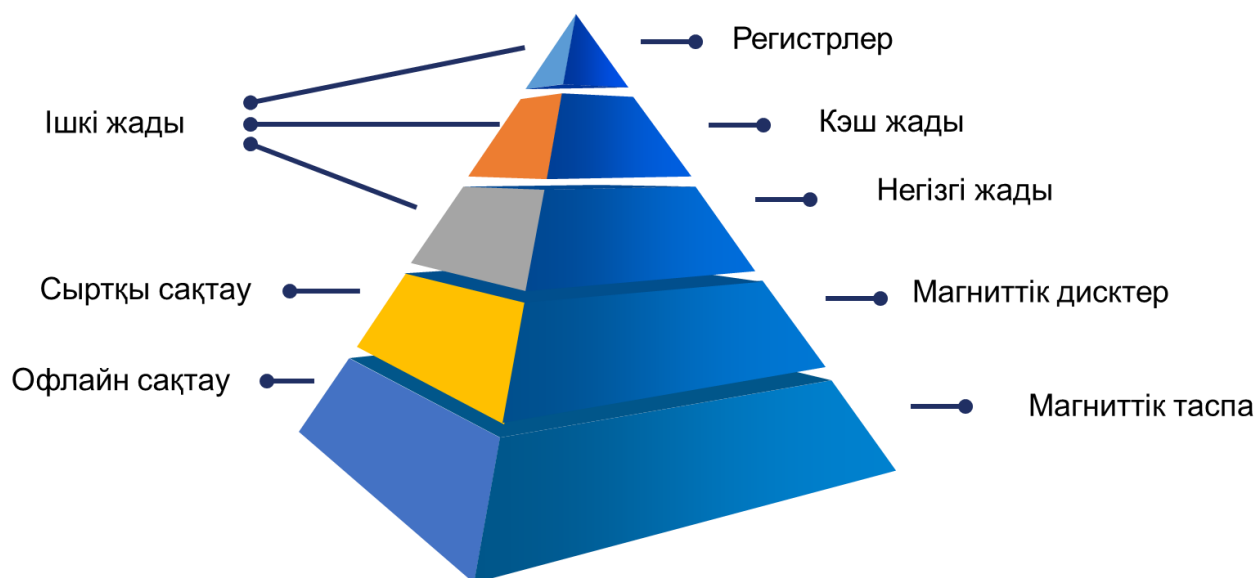 Регистрлер
Ішкі жады
Кэш жады
Негізгі жады
Сыртқы сақтау
Магниттік дисктер
Офлайн сақтау
Магниттік таспа